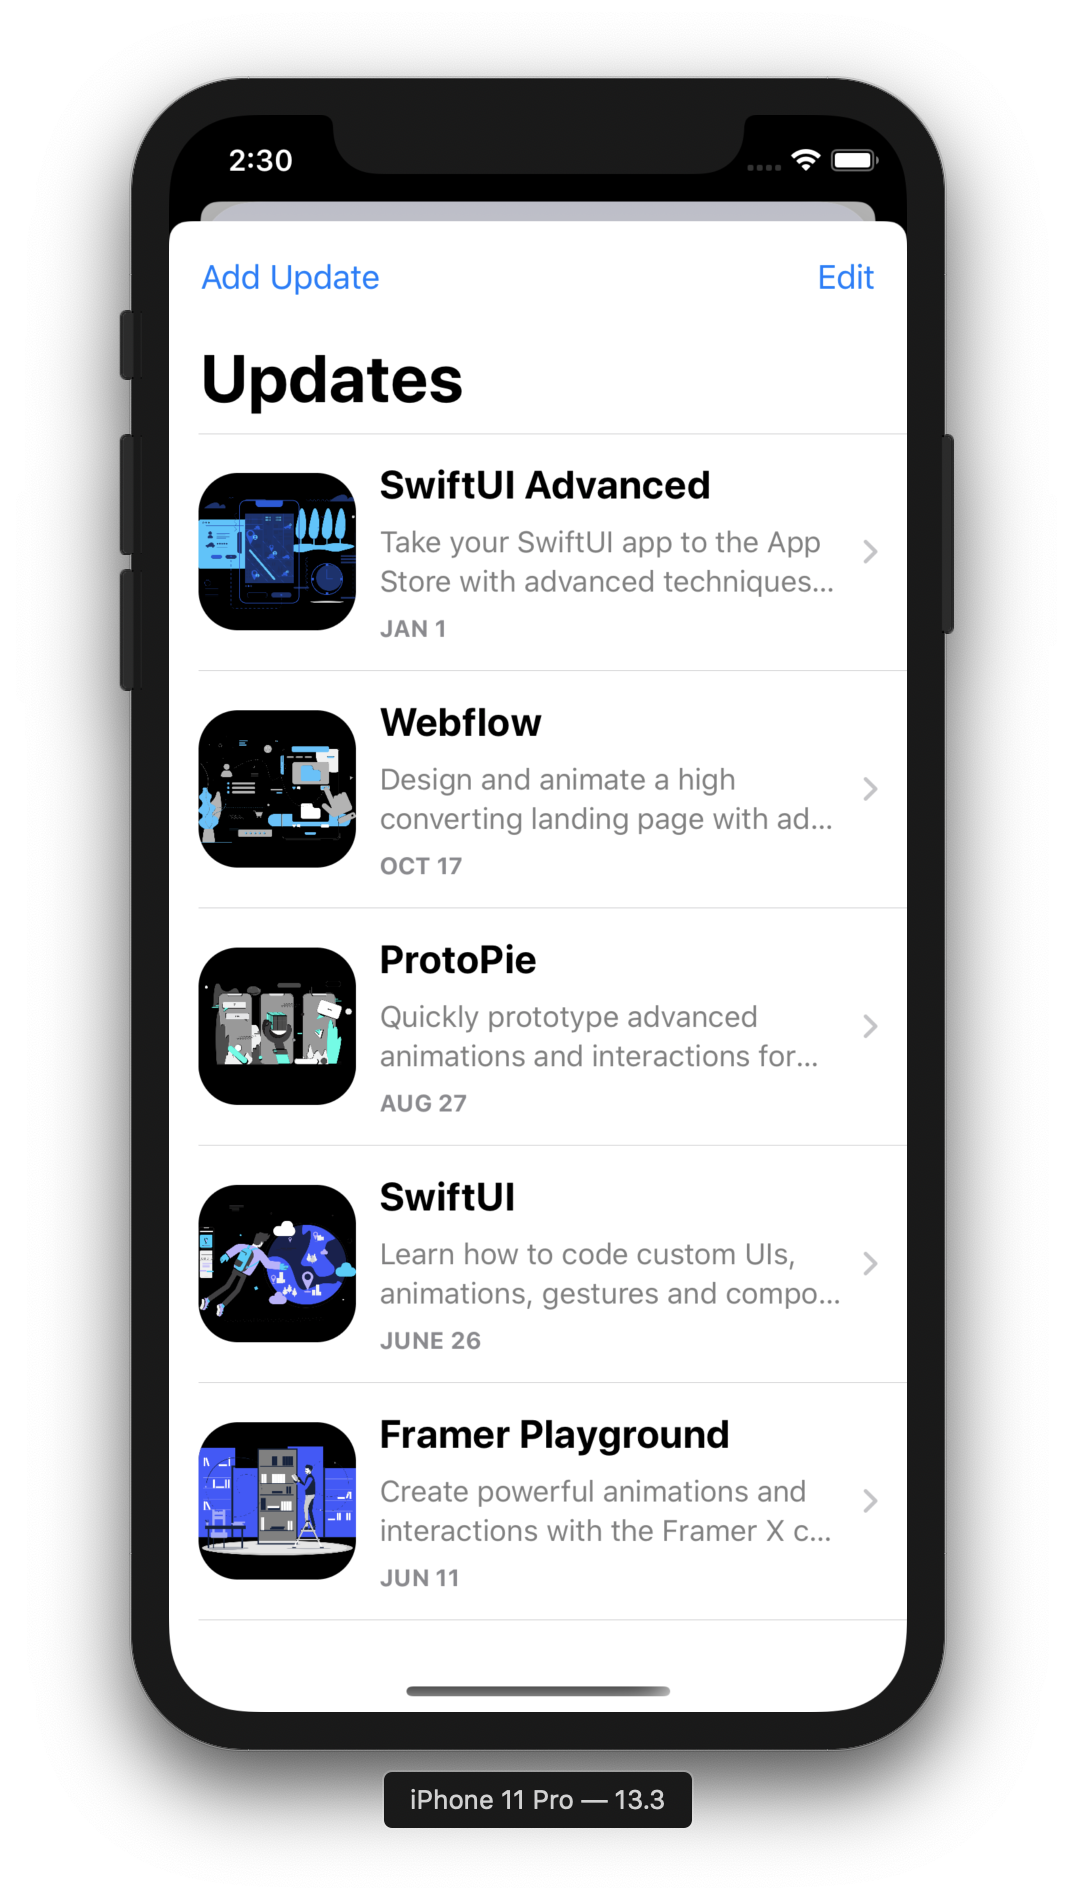 2:30
Add Update
Edit
Updates
SwiftUI Advanced
Take your SwiftUI app to the App
Store with advanced techniques...
JAN 1
Webflow
Design and animate a high
converting landing page with ad...
OCT 17
ProtoPie
Quickly prototype advanced
animations and interactions for...
AUG 27
SwiftUI
Learn how to code custom UIs,
animations, gestures and compo...
JUNE 26
Framer Playground
Create powerful animations and
interactions with the Framer X c...
JUN 11
iPhone 11 Pro — 13.3